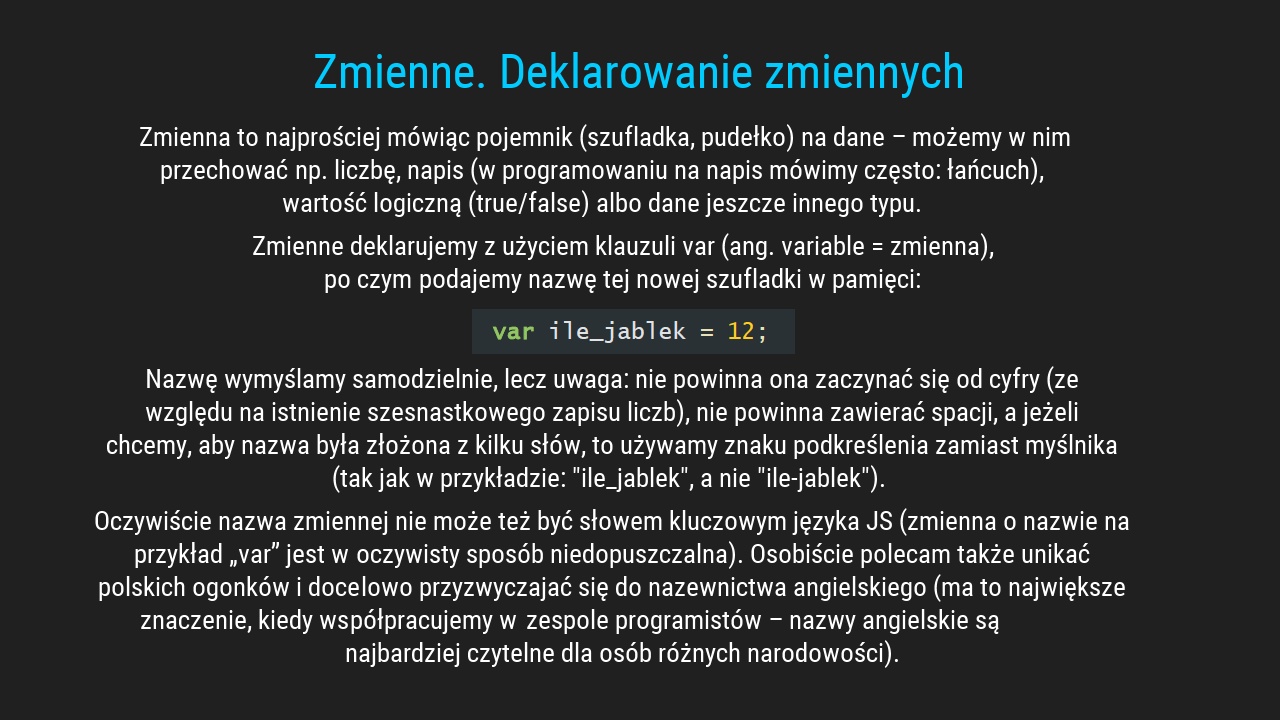 Zmienne. Deklarowanie zmiennych
Zmienna to najprościej mówiąc pojemnik (szufladka, pudełko) na dane – możemy w nim
przechować np. liczbę, napis (w programowaniu na napis mówimy często: łańcuch),
wartość logiczną (true/false) albo dane jeszcze innego typu.
Zmienne deklarujemy z użyciem klauzuli var (ang. variable = zmienna),
po czym podajemy nazwę tej nowej szufladki w pamięci:
var ile_jablek = 12;
Nazwę wymyślamy samodzielnie, lecz uwaga: nie powinna ona zaczynać się od cyfry (ze
względu na istnienie szesnastkowego zapisu liczb), nie powinna zawierać spacji, a jeżeli
chcemy, aby nazwa była złożona z kilku słów, to używamy znaku podkreślenia zamiast myślnika
(tak jak w przykładzie: "ile_jablek", a nie "ile-jablek").
Oczywiście nazwa zmiennej nie może też być słowem kluczowym języka JS (zmienna o nazwie na
przykład „var” jest w oczywisty sposób niedopuszczalna). Osobiście polecam także unikać
polskich ogonków i docelowo przyzwyczajać się do nazewnictwa angielskiego (ma to największe
znaczenie, kiedy współpracujemy w zespole programistów – nazwy angielskie są
najbardziej czytelne dla osób różnych narodowości).